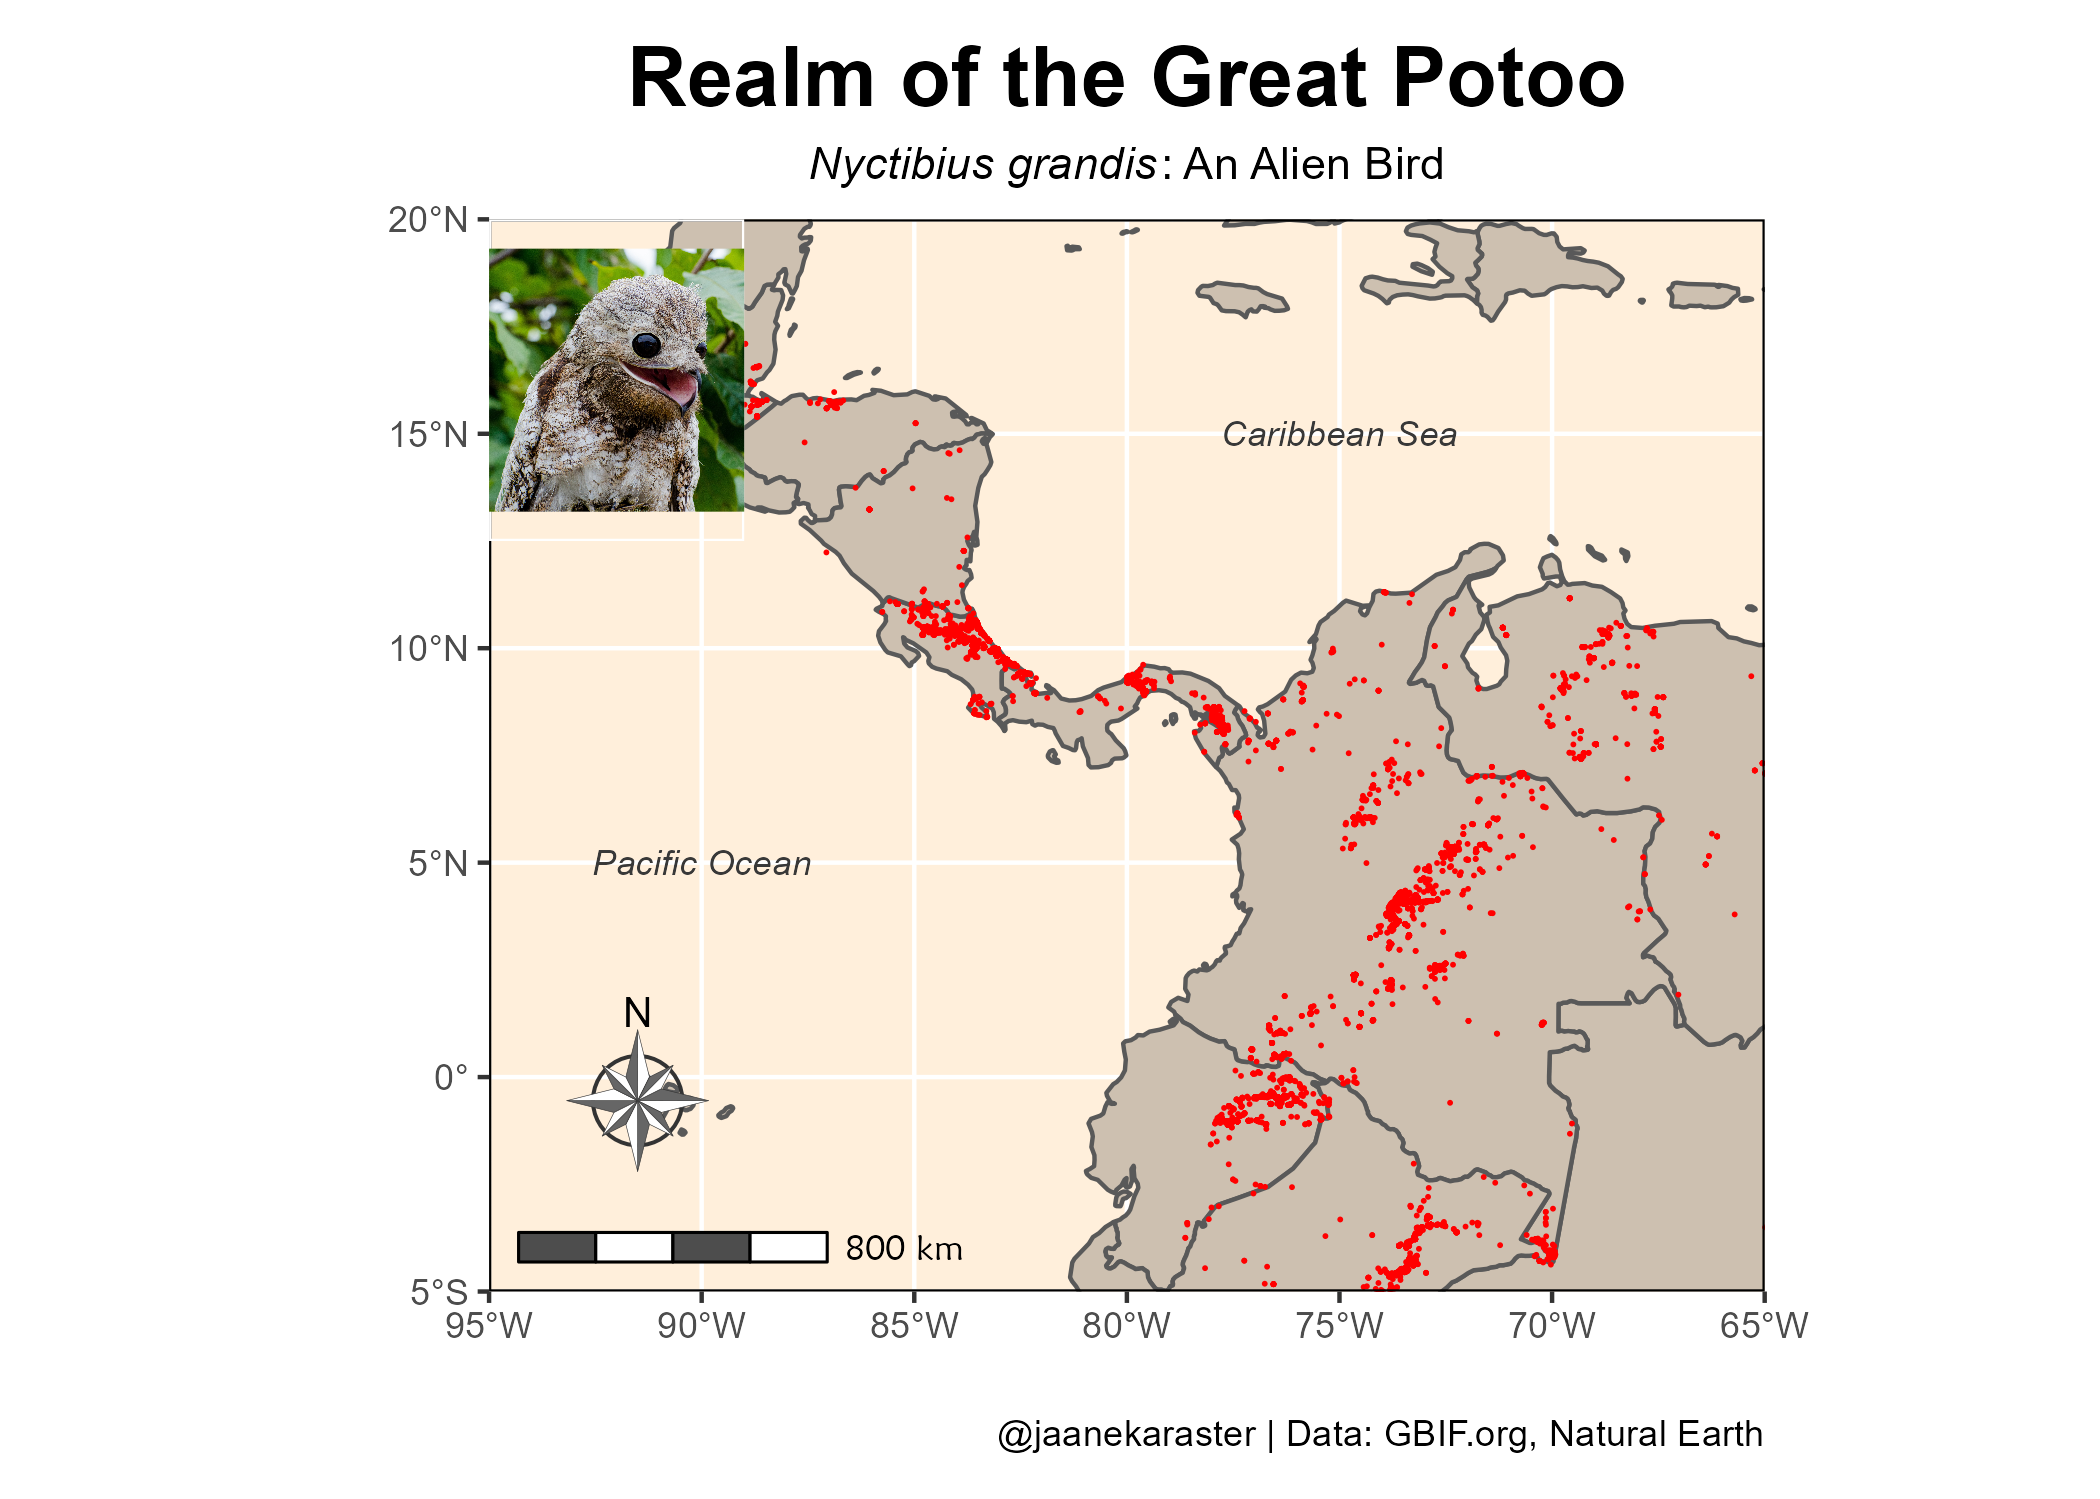 Realm of the Great Potoo
Nyctibius grandis: An Alien Bird
20°N
15°N
Caribbean Sea
10°N
5°N
Pacific Ocean
N
0°
800 km
5°S
95°W
90°W
85°W
80°W
75°W
70°W
65°W
@jaanekaraster | Data: GBIF.org, Natural Earth